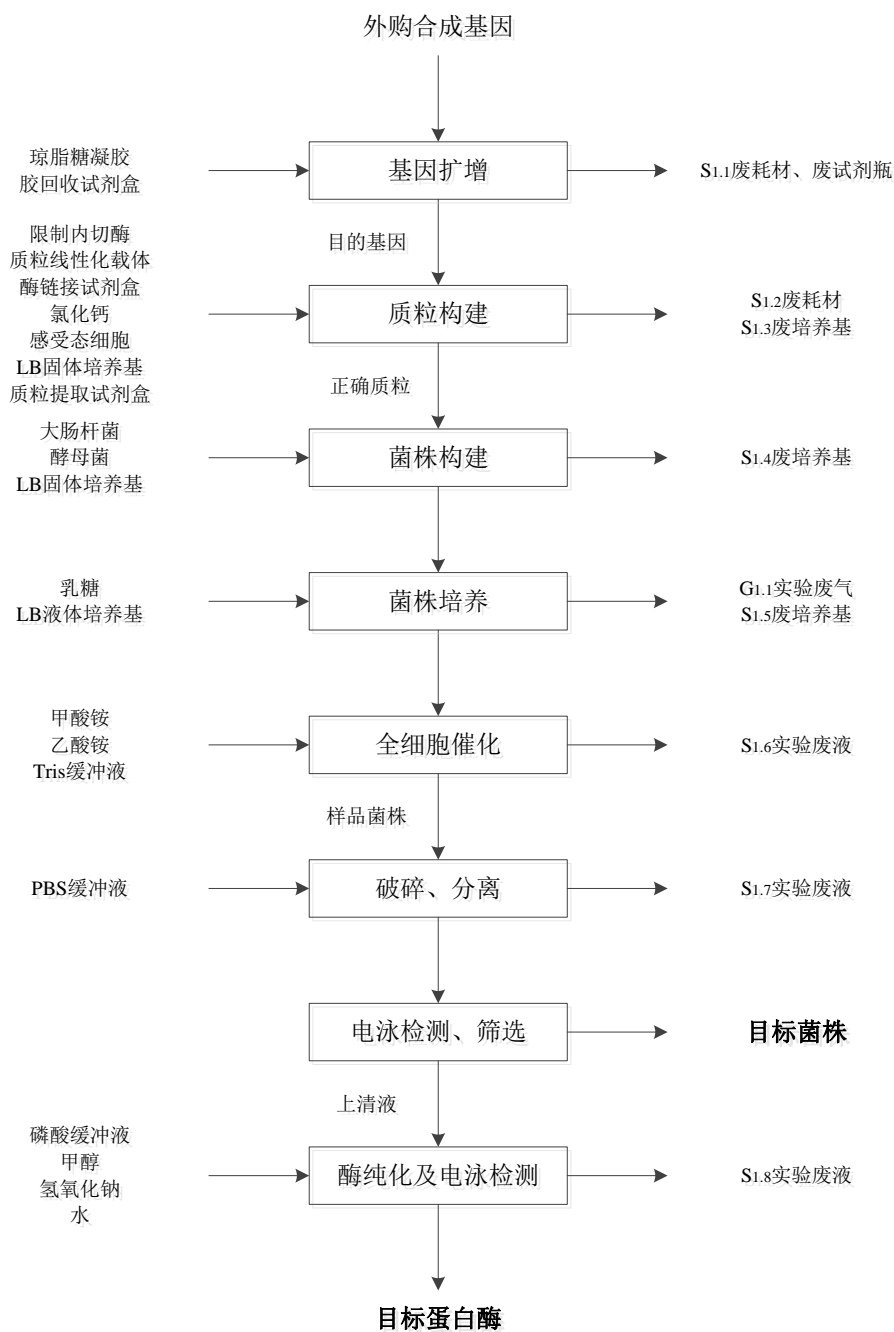 外购合成基因
琼脂糖凝胶
胶回收试剂盒
基因扩增
S1.1废耗材、废试剂瓶
目的基因
限制内切酶
质粒线性化载体
酶链接试剂盒
氯化钙
感受态细胞
LB固体培养基
质粒提取试剂盒
质粒构建
S1.2废耗材
S1.3废培养基
正确质粒
大肠杆菌
酵母菌
LB固体培养基
菌株构建
S1.4废培养基
乳糖
LB液体培养基
菌株培养
G1.1实验废气
S1.5废培养基
甲酸铵
乙酸铵
Tris缓冲液
全细胞催化
S1.6实验废液
样品菌株
PBS缓冲液
破碎、分离
S1.7实验废液
电泳检测、筛选
目标菌株
上清液
磷酸缓冲液
甲醇
氢氧化钠
水
酶纯化及电泳检测
S1.8实验废液
目标蛋白酶